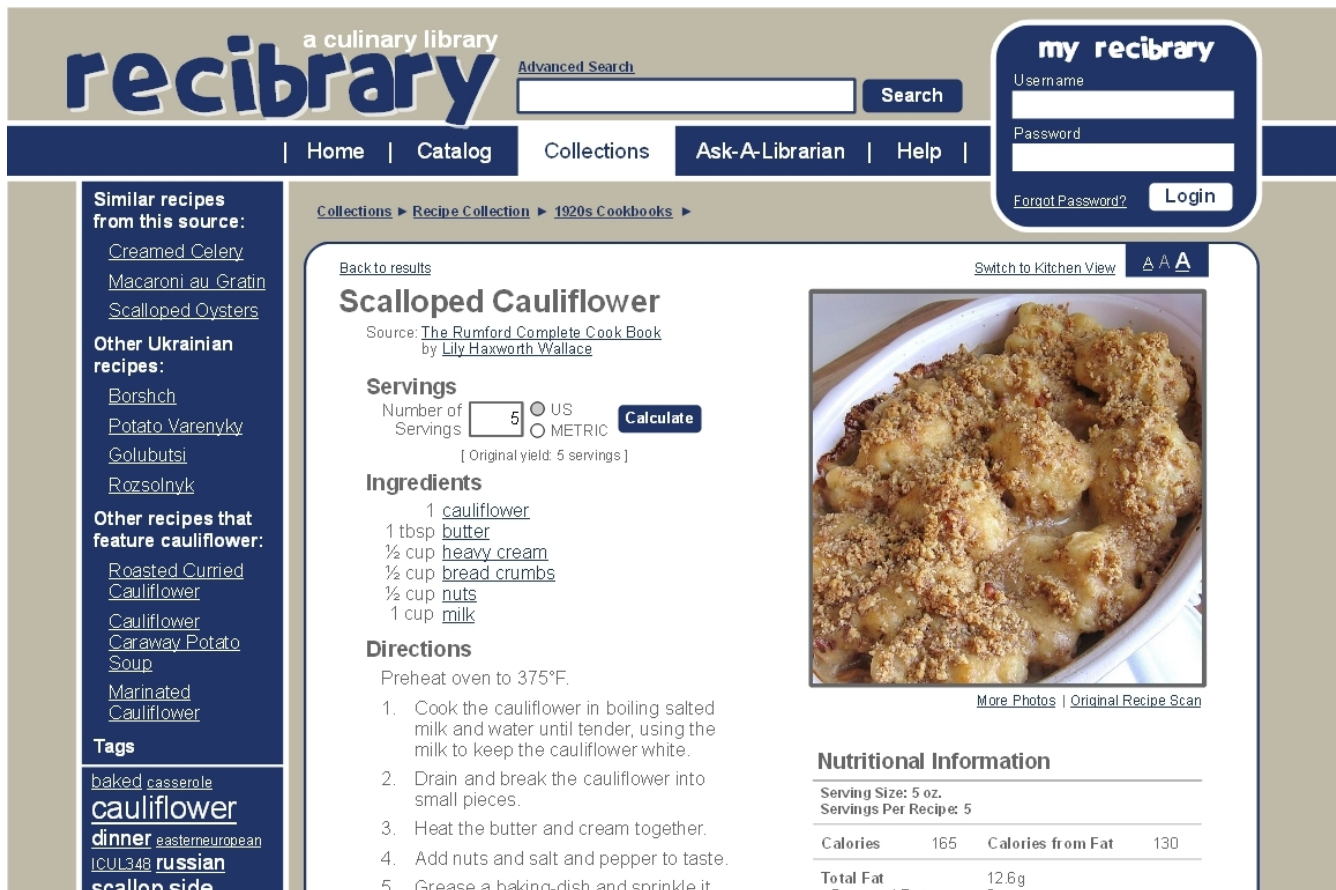 a culinary library
recibrary
Advanced Search
Search
my recibrary
Username
Password
Forgot Password?
Login
| Home | Catalog Collections Ask-A-Librarian | Help |
Similar recipes
from this source:
Creamed Celery
Macaroni au Gratin
Scalloped Oysters
Other Ukrainian
recipes:
Borshch
Potato Varenyky
Golubutsi
Rozsolnyk
Other recipes that
feature cauliflower:
Roasted Curried
Cauliflower
Cauliflower
Caraway Potato
Soup
Marinated
Cauliflower
Tags
baked casserole
cauliflower
dinner easterneuropean
ICUL348 russian
scallop side
Collections ► Recipe Collection ► 1920s Cookbooks ►
Back to results
Switch to Kitchen View
A A A
Scalloped Cauliflower
Source: The Rumford Complete Cook Book
by Lily Haxworth Wallace
Servings
Number of
Servings
5
US
METRIC
Calculate
[ Original yield: 5 servings ]
Ingredients
1 cauliflower
1 tbsp butter
½ cup heavy cream
½ cup bread crumbs
½ cup nuts
1 cup milk
Directions
Preheat oven to 375°F.
1. Cook the cauliflower in boiling salted
milk and water until tender, using the
milk to keep the cauliflower white.
2. Drain and break the cauliflower into
small pieces.
3. Heat the butter and cream together.
4. Add nuts and salt and pepper to taste.
5. Grease a baking-dish and sprinkle it
More Photos | Original Recipe Scan
Nutritional Information
Serving Size: 5 oz.
Servings Per Recipe: 5
Calories 165 Calories from Fat 130
Total Fat 12.6g